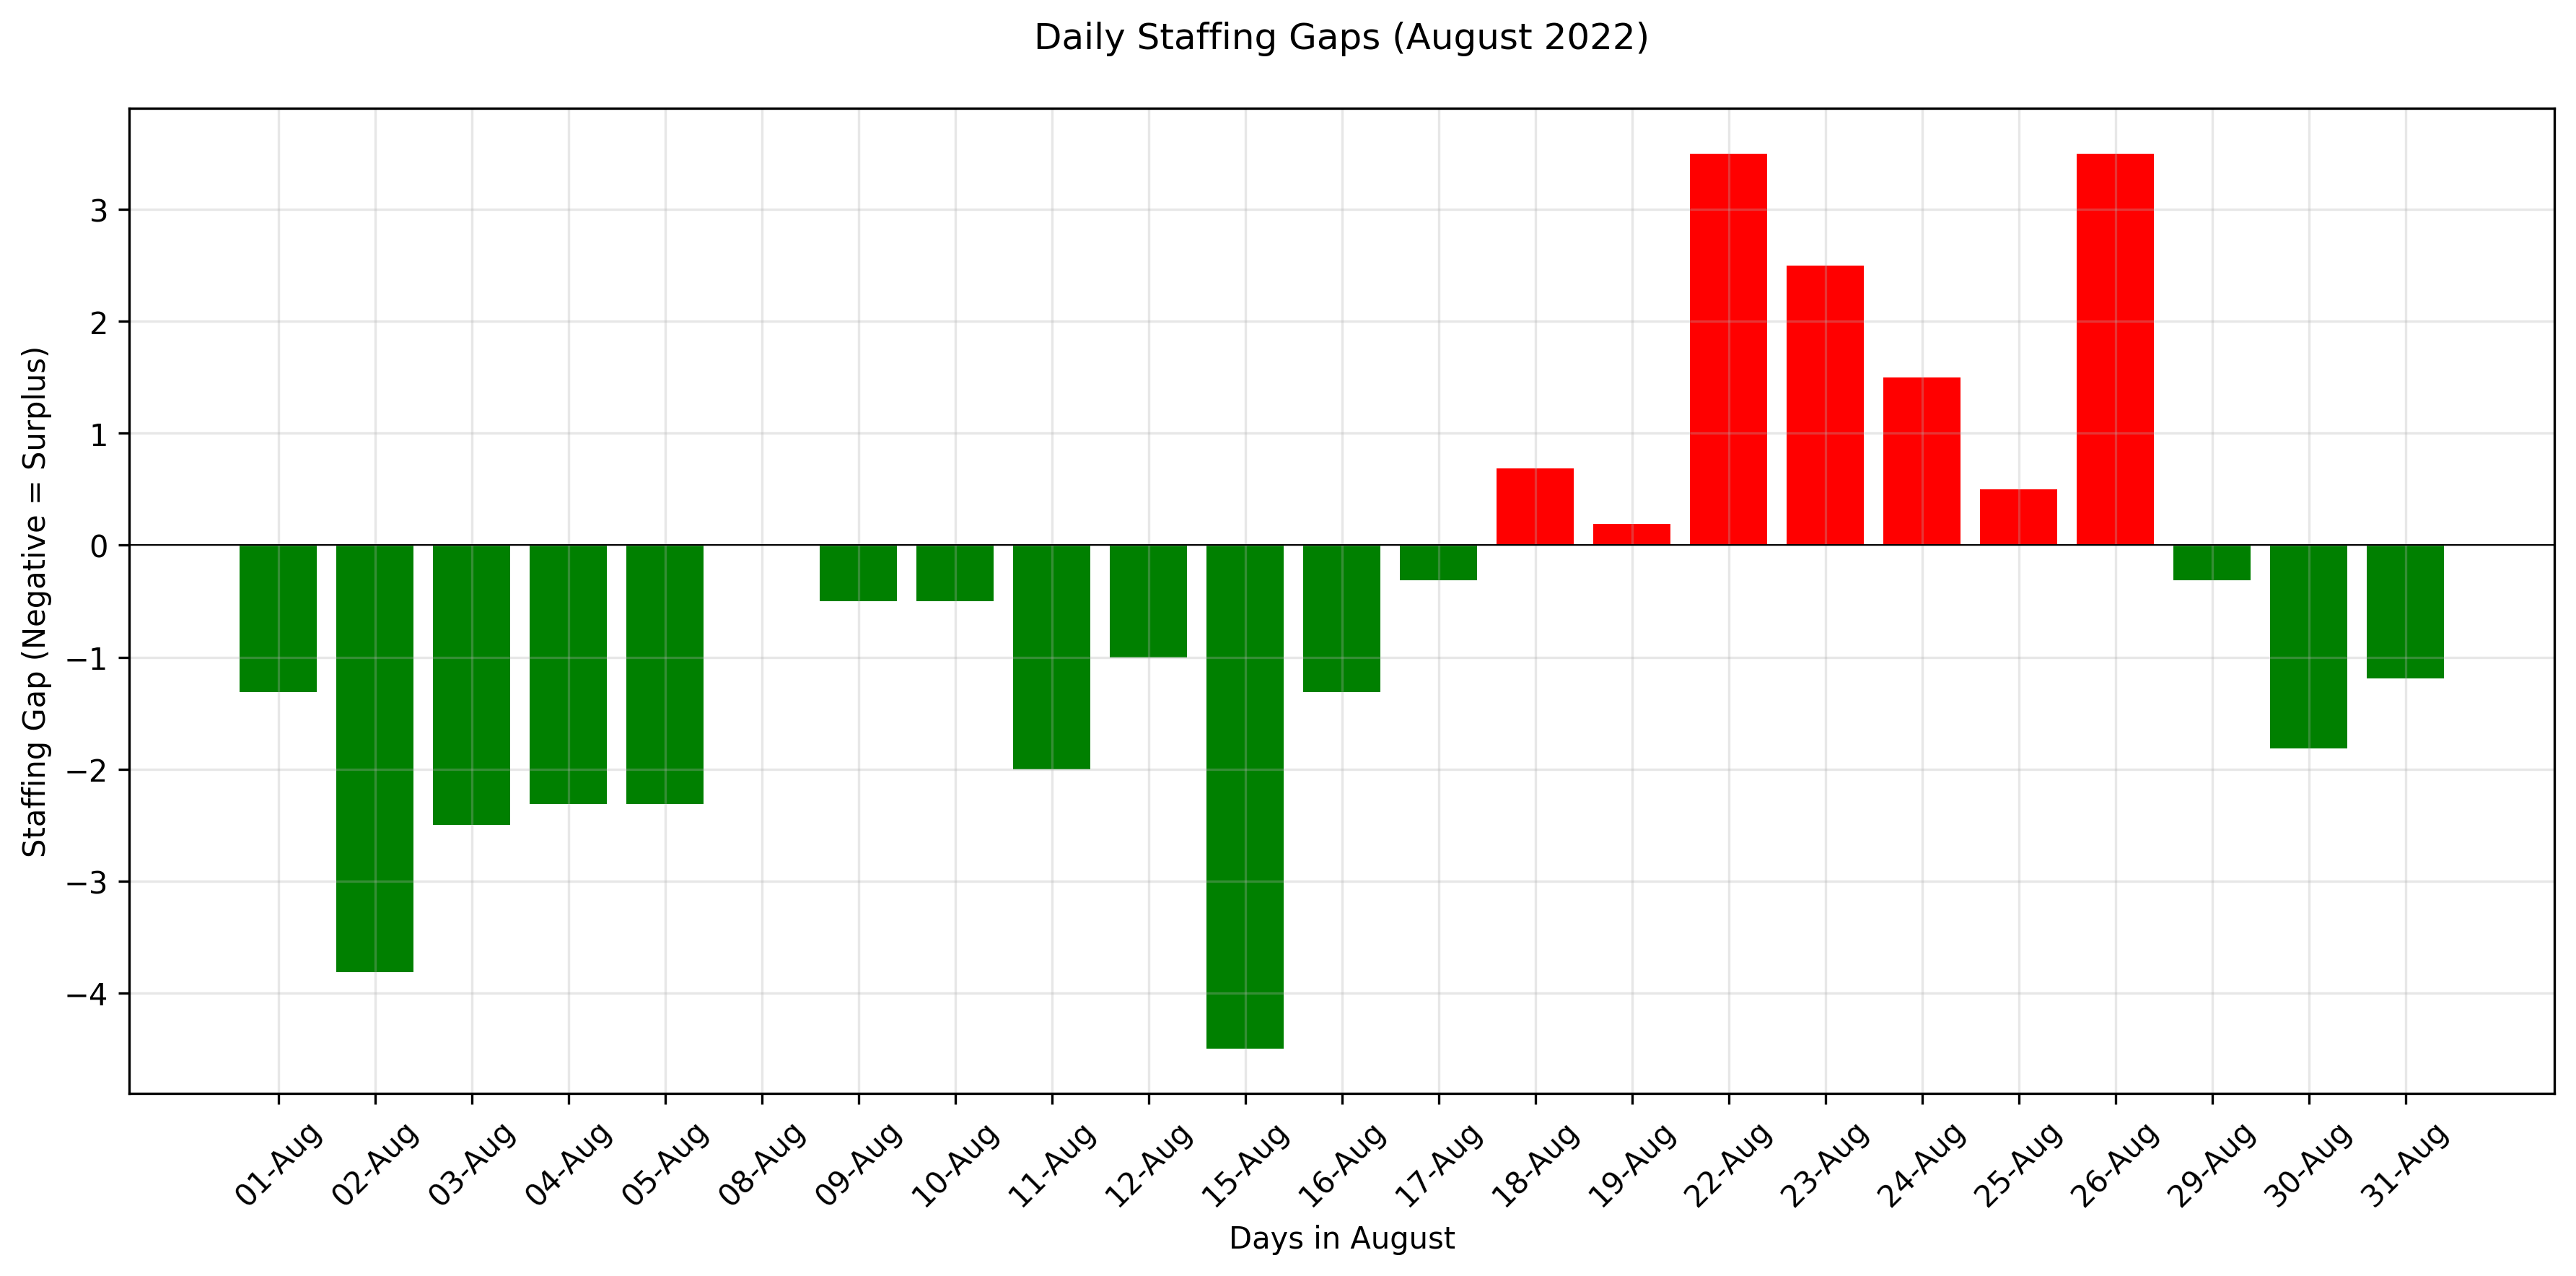 Daily Staffing Gaps (August 2022)
Staffing Gap (Negative = Surplus)
3
2
1
0
−1
−2
−3
−4
01-Aug
02-Aug
03-Aug
04-Aug
05-Aug
08-Aug
09-Aug
10-Aug
11-Aug
12-Aug
15-Aug
16-Aug
17-Aug
18-Aug
19-Aug
22-Aug
23-Aug
24-Aug
25-Aug
26-Aug
29-Aug
30-Aug
31-Aug
Days in August